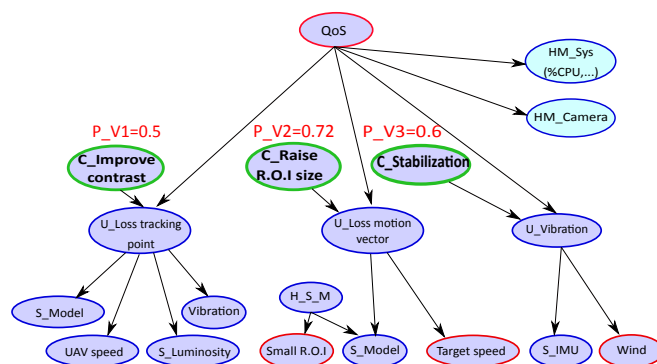 QoS
HM_Sys
(%CPU,...)
HM_Camera
P_V1=0.5
P_V2=0.72
P_V3=0.6
C_Improve
contrast
C_Raise
R.O.I size
C_Stabilization
U_Loss tracking
point
U_Loss motion
vector
U_Vibration
S_Model
Vibration
H_S_M
UAV speed
S_Luminosity
Small R.O.I
S_Model
Target speed
S_IMU
Wind